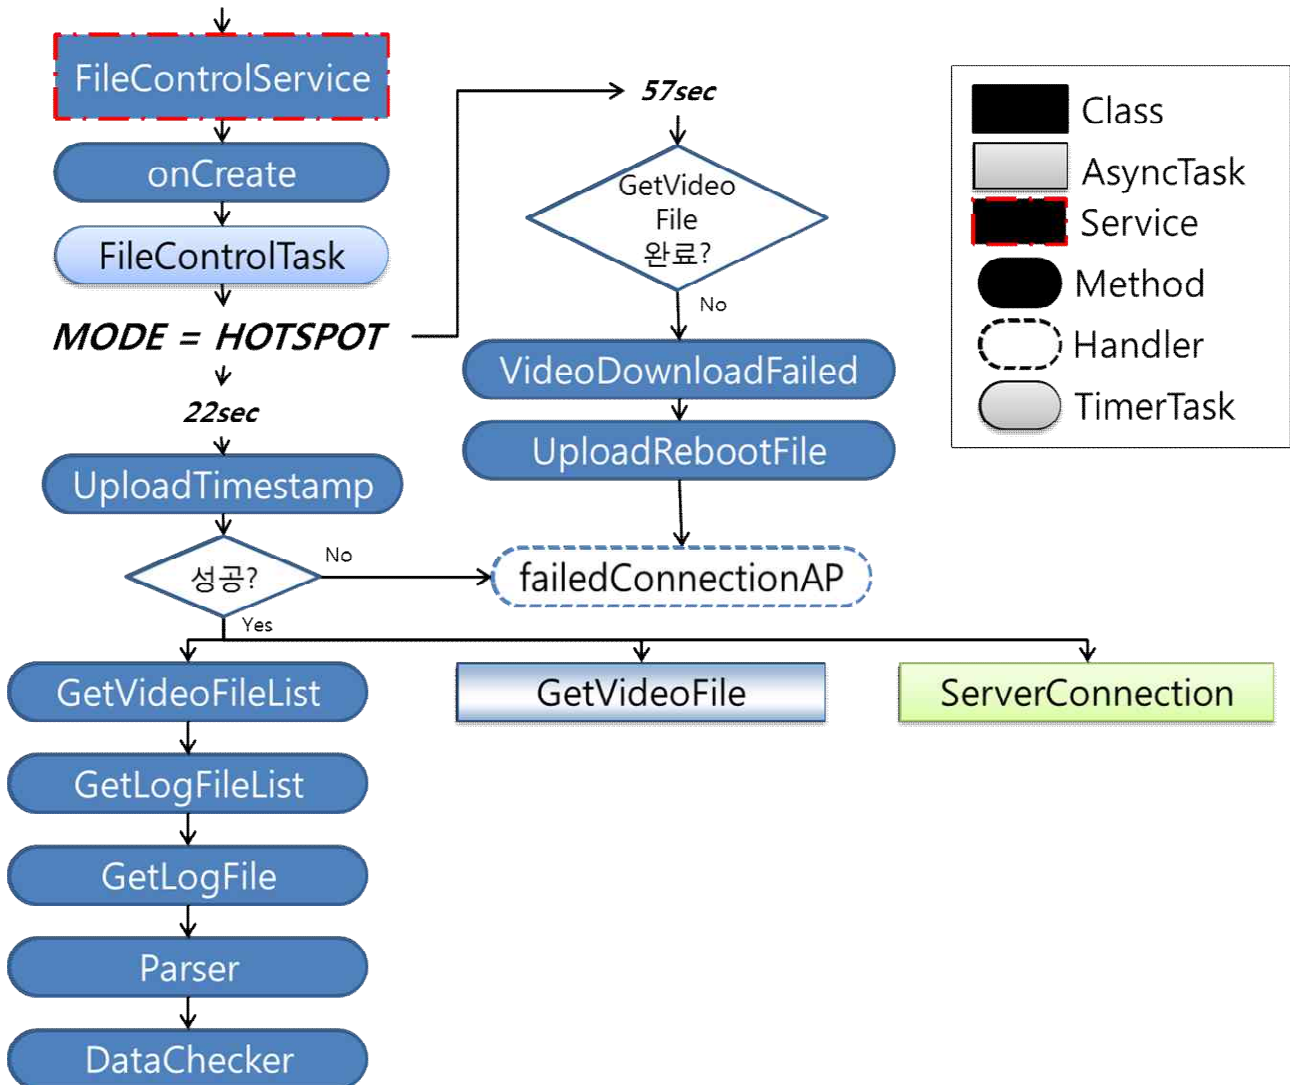 FileControlService
onCreate
FileControlTask
MODE = HOTSPOT
22sec
UploadTimestamp
성공?
No
Yes
57sec
GetVideo
File
완료?
No
VideoDownloadFailed
UploadRebootFile
failedConnectionAP
GetVideoFileList
GetLogFileList
GetLogFile
Parser
DataChecker
GetVideoFile
ServerConnection
Class
AsyncTask
Service
Method
Handler
TimerTask